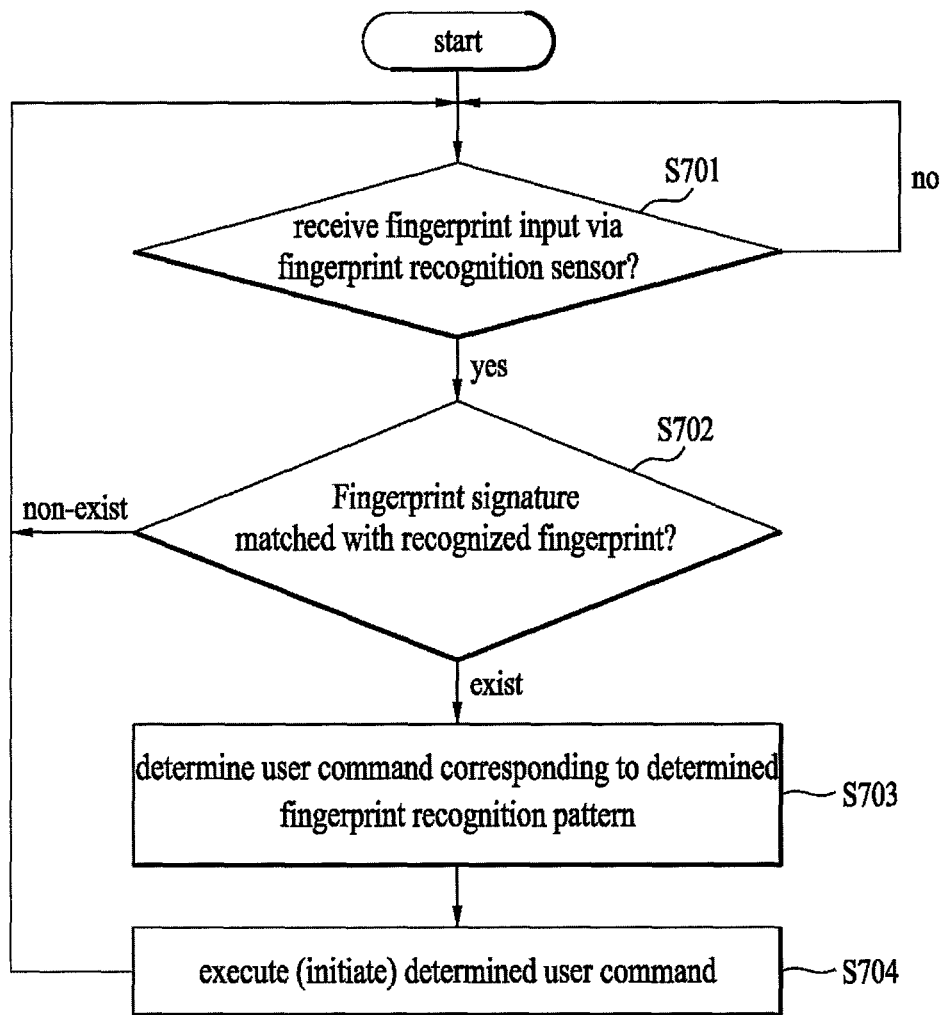 start
S701
no
receive fingerprint input via
fingerprint recognition sensor?
yes
S702
non-exist
Fingerprint signature
matched with recognized fingerprint?
exist
determine user command corresponding to determined
fingerprint recognition pattern
S703
execute (initiate) determined user command
S704